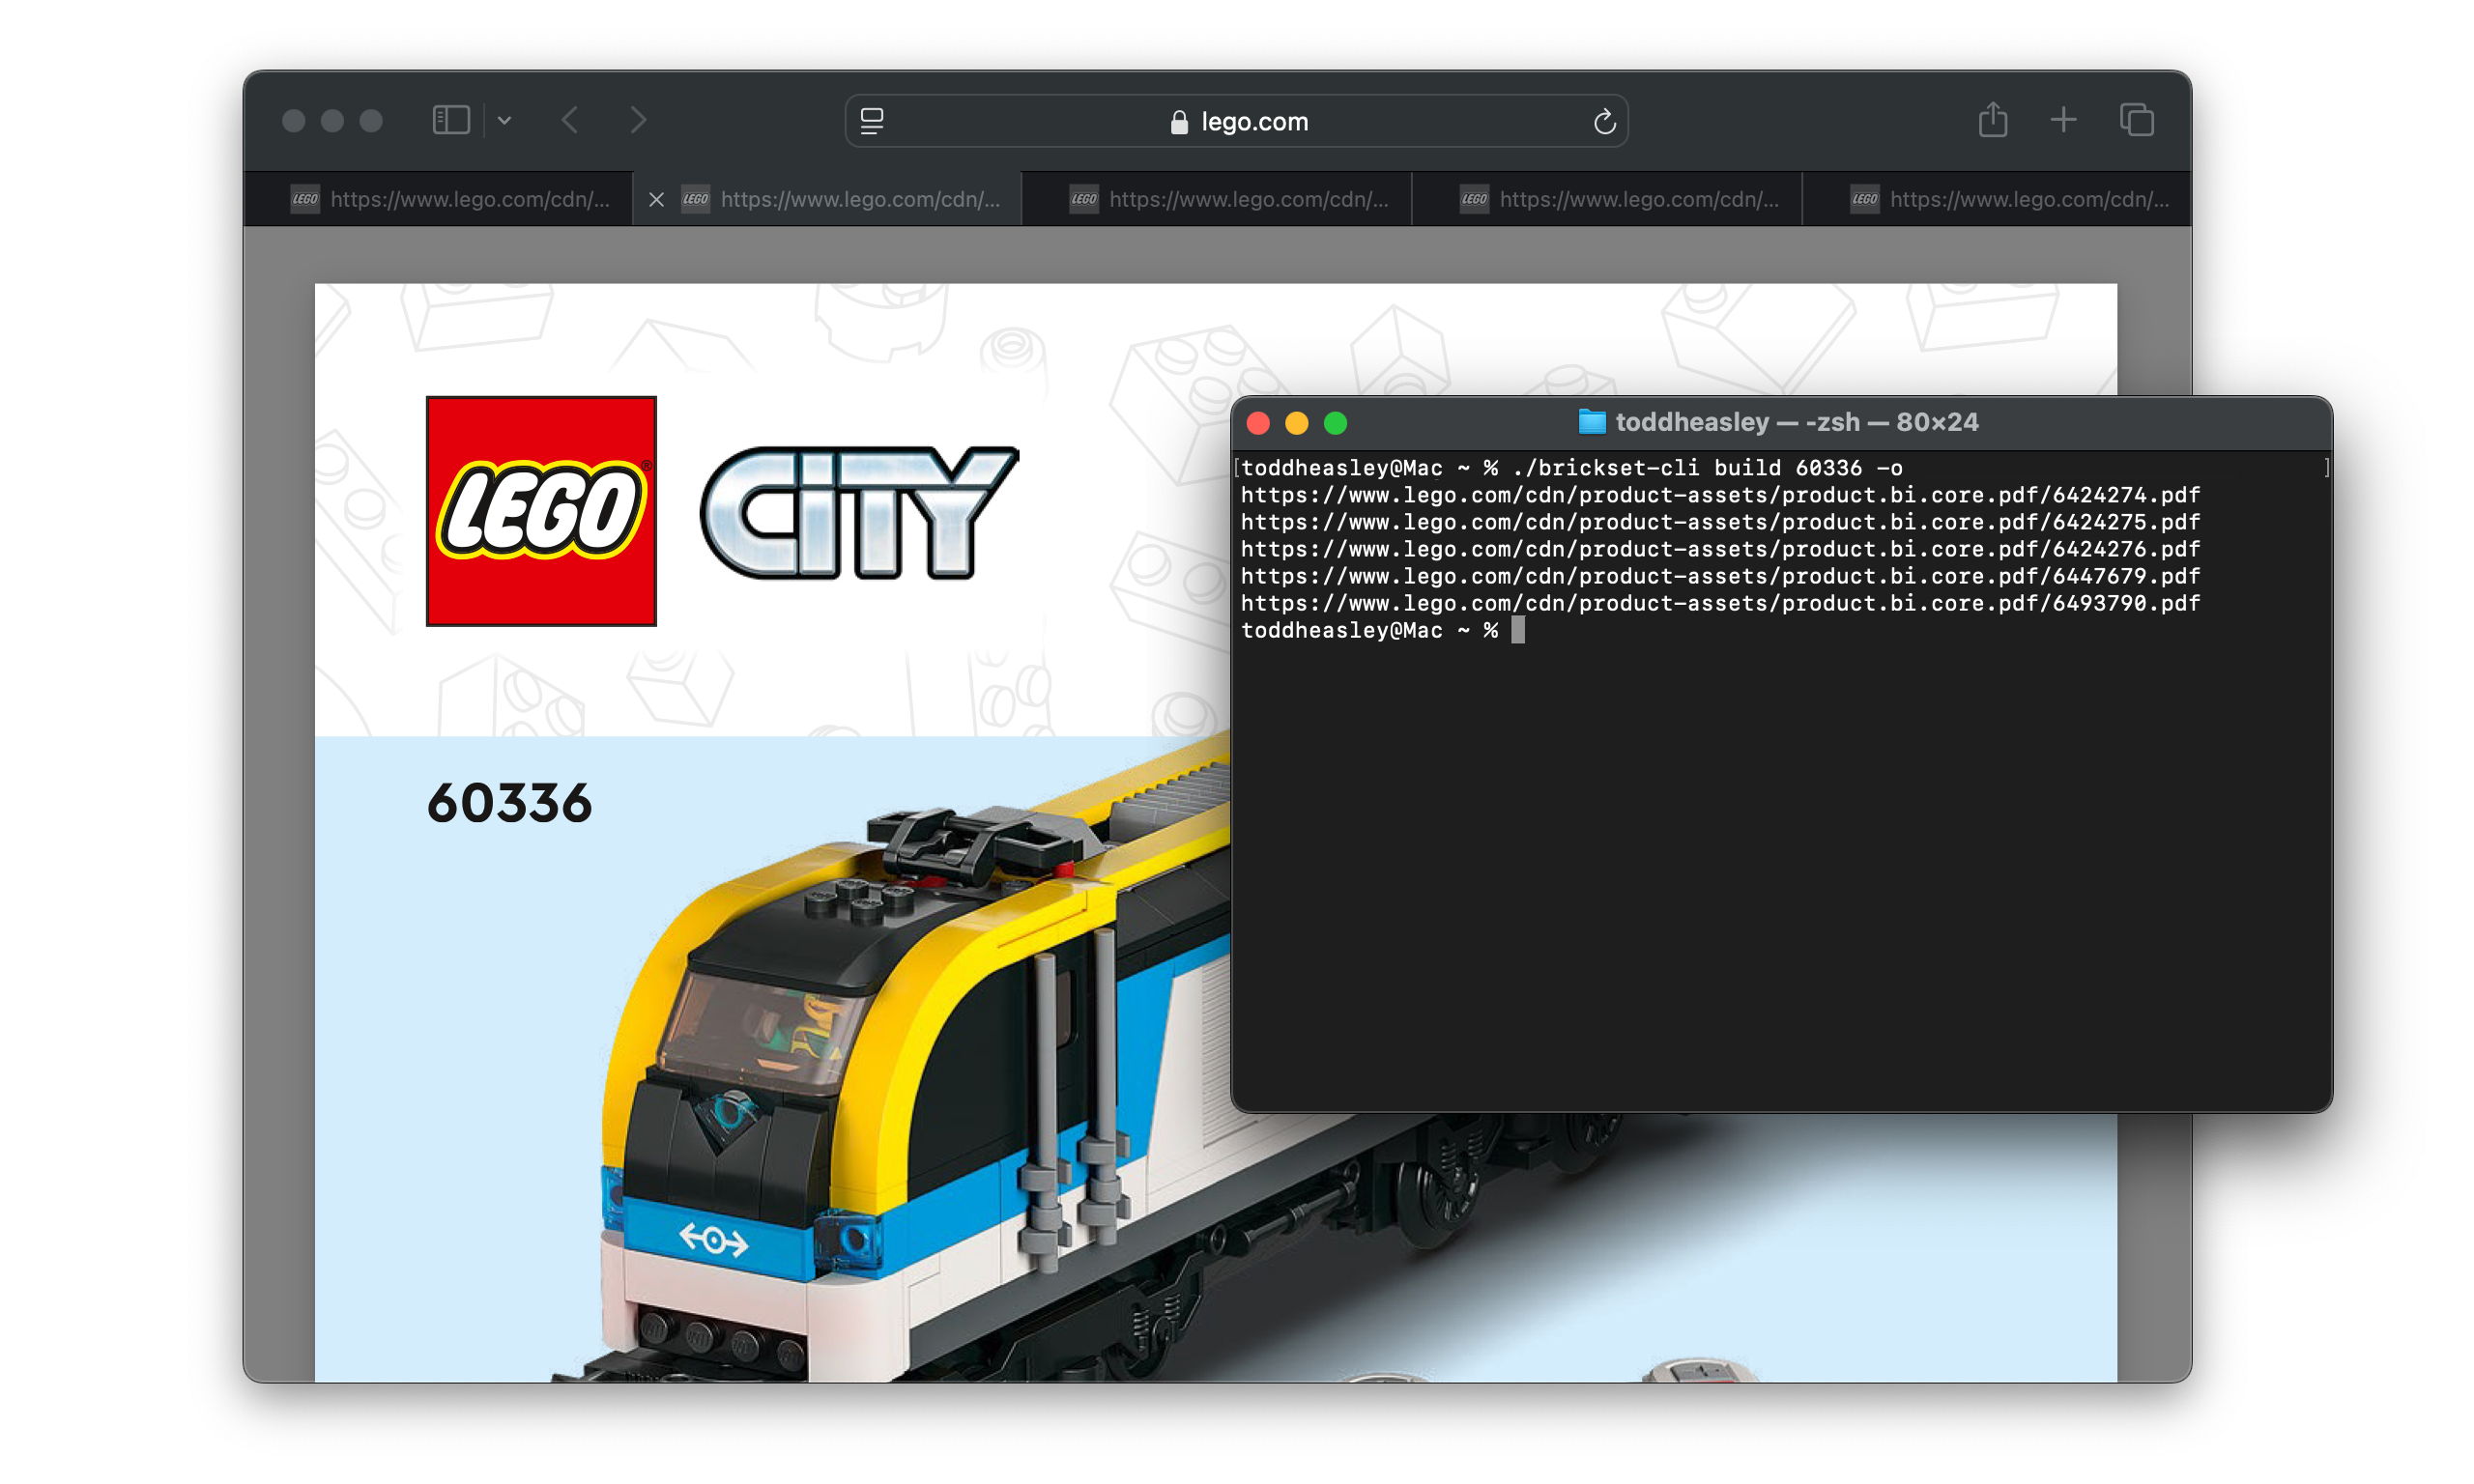 lego.com
LEGO https://www.lego.com/cdn/...
LEGO https://www.lego.com/cdn/...
LEGO https://www.lego.com/cdn/...
LEGO https://www.lego.com/cdn/...
LEGO https://www.lego.com/cdn/...
LEGO® CITY
60336
toddheasley — -zsh — 80×24
[toddheasley@Mac ~ % ./brickset-cli build 60336 -o ]
https://www.lego.com/cdn/product-assets/product.bi.core.pdf/6424274.pdf
https://www.lego.com/cdn/product-assets/product.bi.core.pdf/6424275.pdf
https://www.lego.com/cdn/product-assets/product.bi.core.pdf/6424276.pdf
https://www.lego.com/cdn/product-assets/product.bi.core.pdf/6447679.pdf
https://www.lego.com/cdn/product-assets/product.bi.core.pdf/6493790.pdf
toddheasley@Mac ~ %